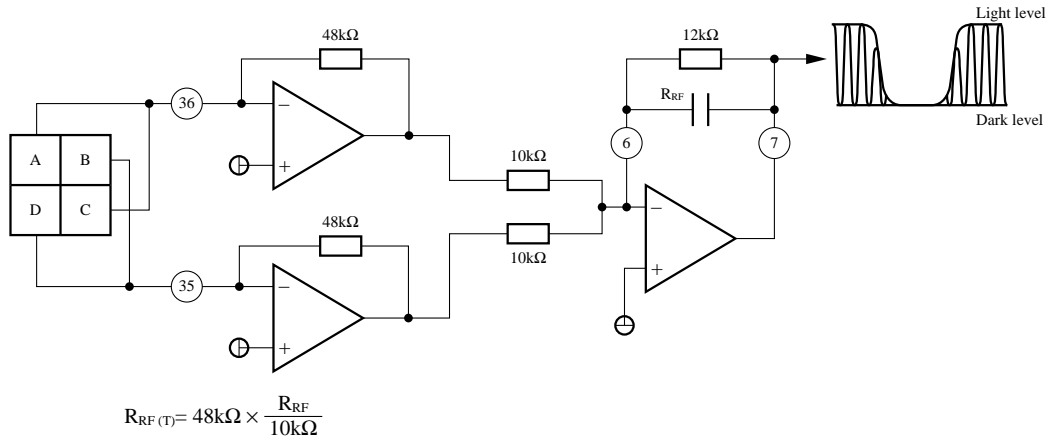 Light level
48kΩ
12kΩ
36
−
R_RF
Dark level
A B
+
6
7
10kΩ
D C
48kΩ
−
10kΩ
+
35
−
+
R_RF (T)= 48kΩ × R_RF / 10kΩ